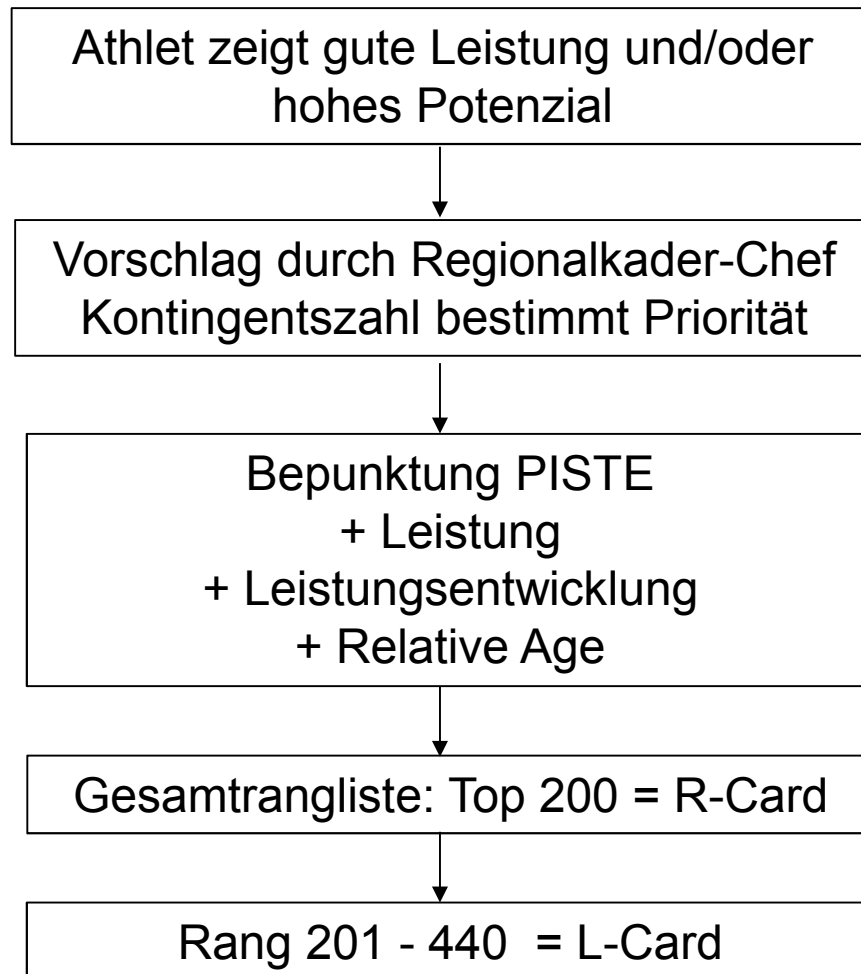 Athlet zeigt gute Leistung und/oder
hohes Potenzial
Vorschlag durch Regionalkader-Chef
Kontingentszahl bestimmt Priorität
Bepunktung PISTE
+ Leistung
+ Leistungsentwicklung
+ Relative Age
Gesamtrangliste: Top 200 = R-Card
Rang 201 - 440 = L-Card